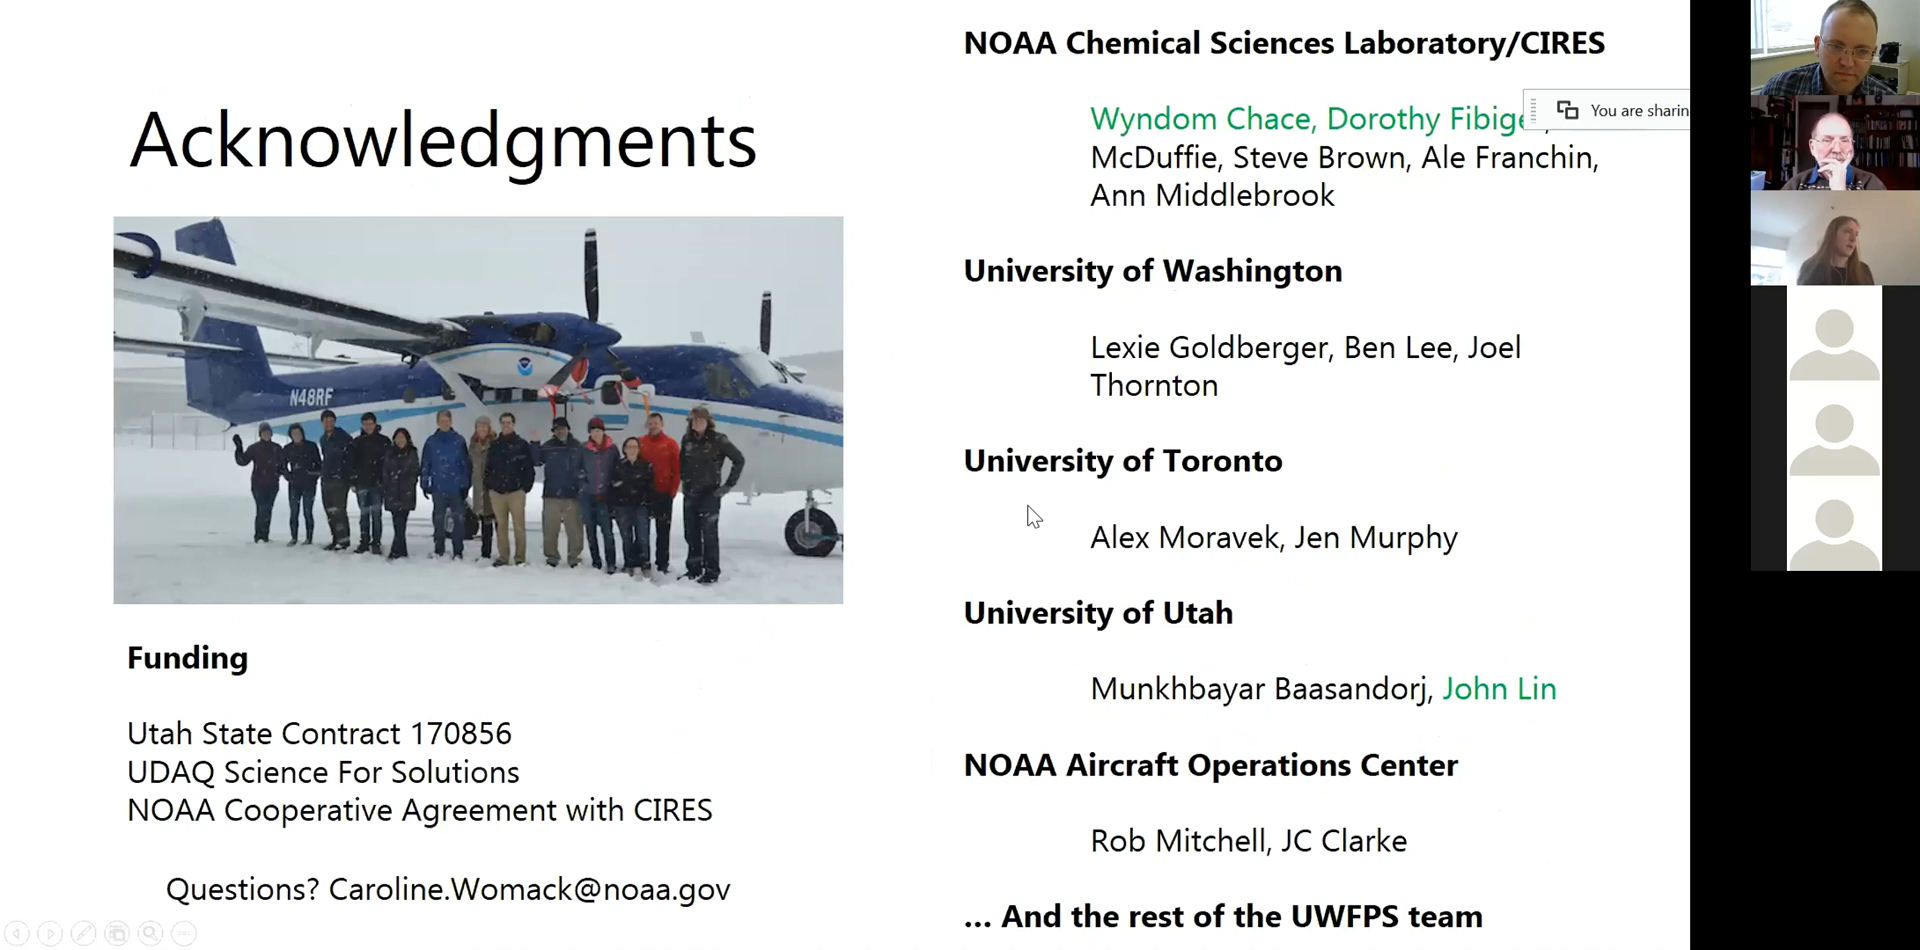 Acknowledgments
N48RF
Funding
Utah State Contract 170856
UDAQ Science For Solutions
NOAA Cooperative Agreement with CIRES
Questions? Caroline.Womack@noaa.gov
NOAA Chemical Sciences Laboratory/CIRES
Wyndom Chace, Dorothy
You are
McDuffie, Steve Brown, Ale Franchin,
Ann Middlebrook
University of Washington
Lexie Goldberger, Ben Lee, Joel
Thornton
University of Toronto
Alex Moravek, Jen Murphy
University of Utah
Munkhbayar Baasandorj, John Lin
NOAA Aircraft Operations Center
Rob Mitchell, JC Clarke
... And the rest of the UWFPS team